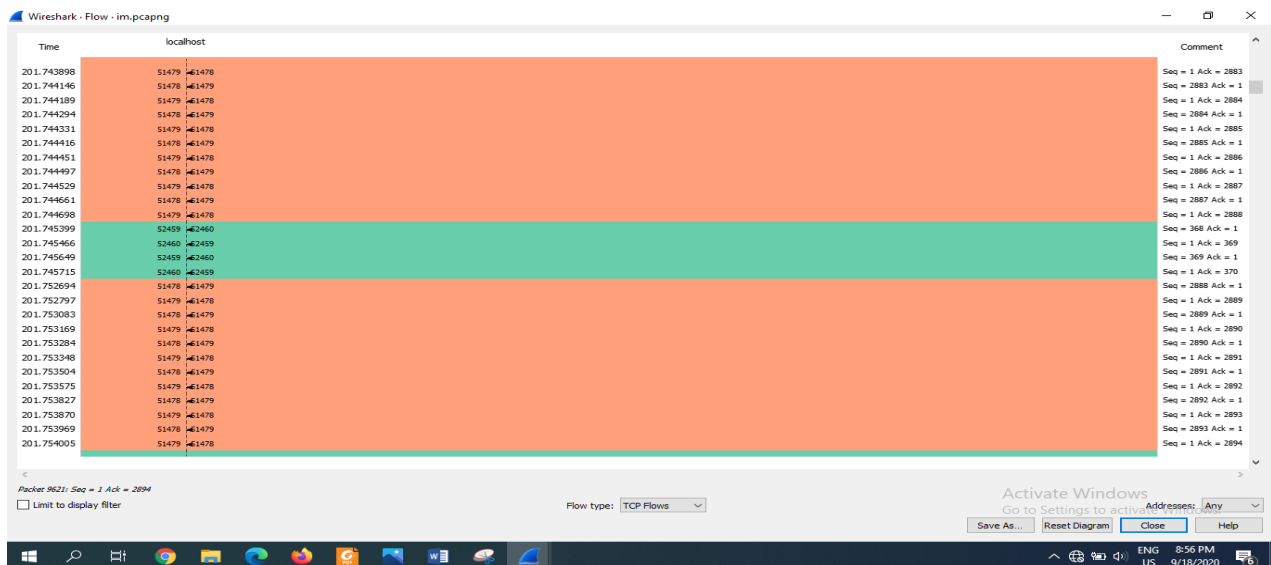 Wireshark · Flow · im.pcapng
localhost
Time Comment
201.743898 51479 51478 Seq = 1 Ack = 2883
201.744146 51478 51479 Seq = 2883 Ack = 1
201.744189 51479 51478 Seq = 1 Ack = 2884
201.744294 51478 51479 Seq = 2884 Ack = 1
201.744331 51479 51478 Seq = 1 Ack = 2885
201.744416 51478 51479 Seq = 2885 Ack = 1
201.744451 51479 51478 Seq = 1 Ack = 2886
201.744497 51478 51479 Seq = 2886 Ack = 1
201.744529 51479 51478 Seq = 1 Ack = 2887
201.744661 51478 51479 Seq = 2887 Ack = 1
201.744698 51479 51478 Seq = 1 Ack = 2888
201.745399 52459 52460 Seq = 368 Ack = 1
201.745466 52460 52459 Seq = 1 Ack = 369
201.745649 52459 52460 Seq = 369 Ack = 1
201.745715 52460 52459 Seq = 1 Ack = 370
201.752694 51478 51479 Seq = 2888 Ack = 1
201.752797 51479 51478 Seq = 1 Ack = 2889
201.753083 51478 51479 Seq = 2889 Ack = 1
201.753169 51479 51478 Seq = 1 Ack = 2890
201.753284 51478 51479 Seq = 2890 Ack = 1
201.753348 51479 51478 Seq = 1 Ack = 2891
201.753504 51478 51479 Seq = 2891 Ack = 1
201.753575 51479 51478 Seq = 1 Ack = 2892
201.753827 51478 51479 Seq = 2892 Ack = 1
201.753870 51479 51478 Seq = 1 Ack = 2893
201.753969 51478 51479 Seq = 2893 Ack = 1
201.754005 51479 51478 Seq = 1 Ack = 2894
Packet 9621: Seq = 1 Ack = 2894
Activate Windows
Limit to display filter Flow type: TCP Flows Addresses: Any
Go to Settings to activate Windows.
Save As... Reset Diagram Close Help
ENG 8:56 PM
US 9/18/2020 6